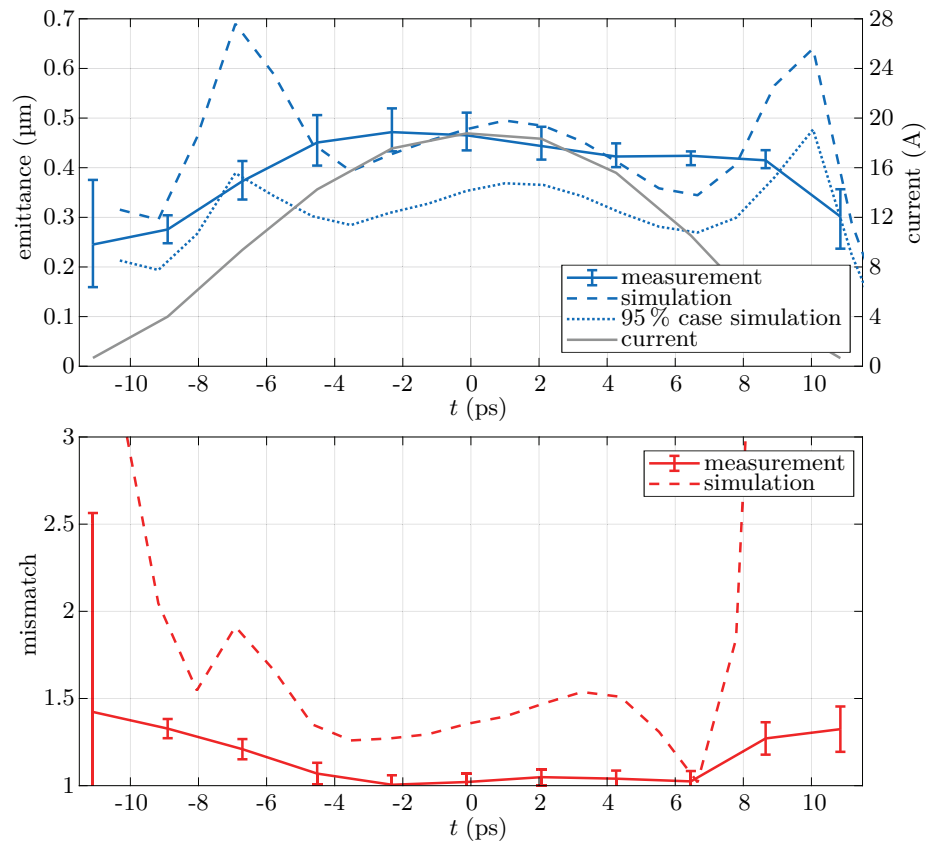 0.7
0.6
0.5
0.4
0.3
0.2
0.1
0
emittance (µm)
28
24
20
16
12
8
4
0
current (A)
measurement
simulation
95 % case simulation
current
-10 -8 -6 -4 -2 0 2 4 6 8 10
t (ps)
3
2.5
2
1.5
1
mismatch
measurement
simulation
-10 -8 -6 -4 -2 0 2 4 6 8 10
t (ps)